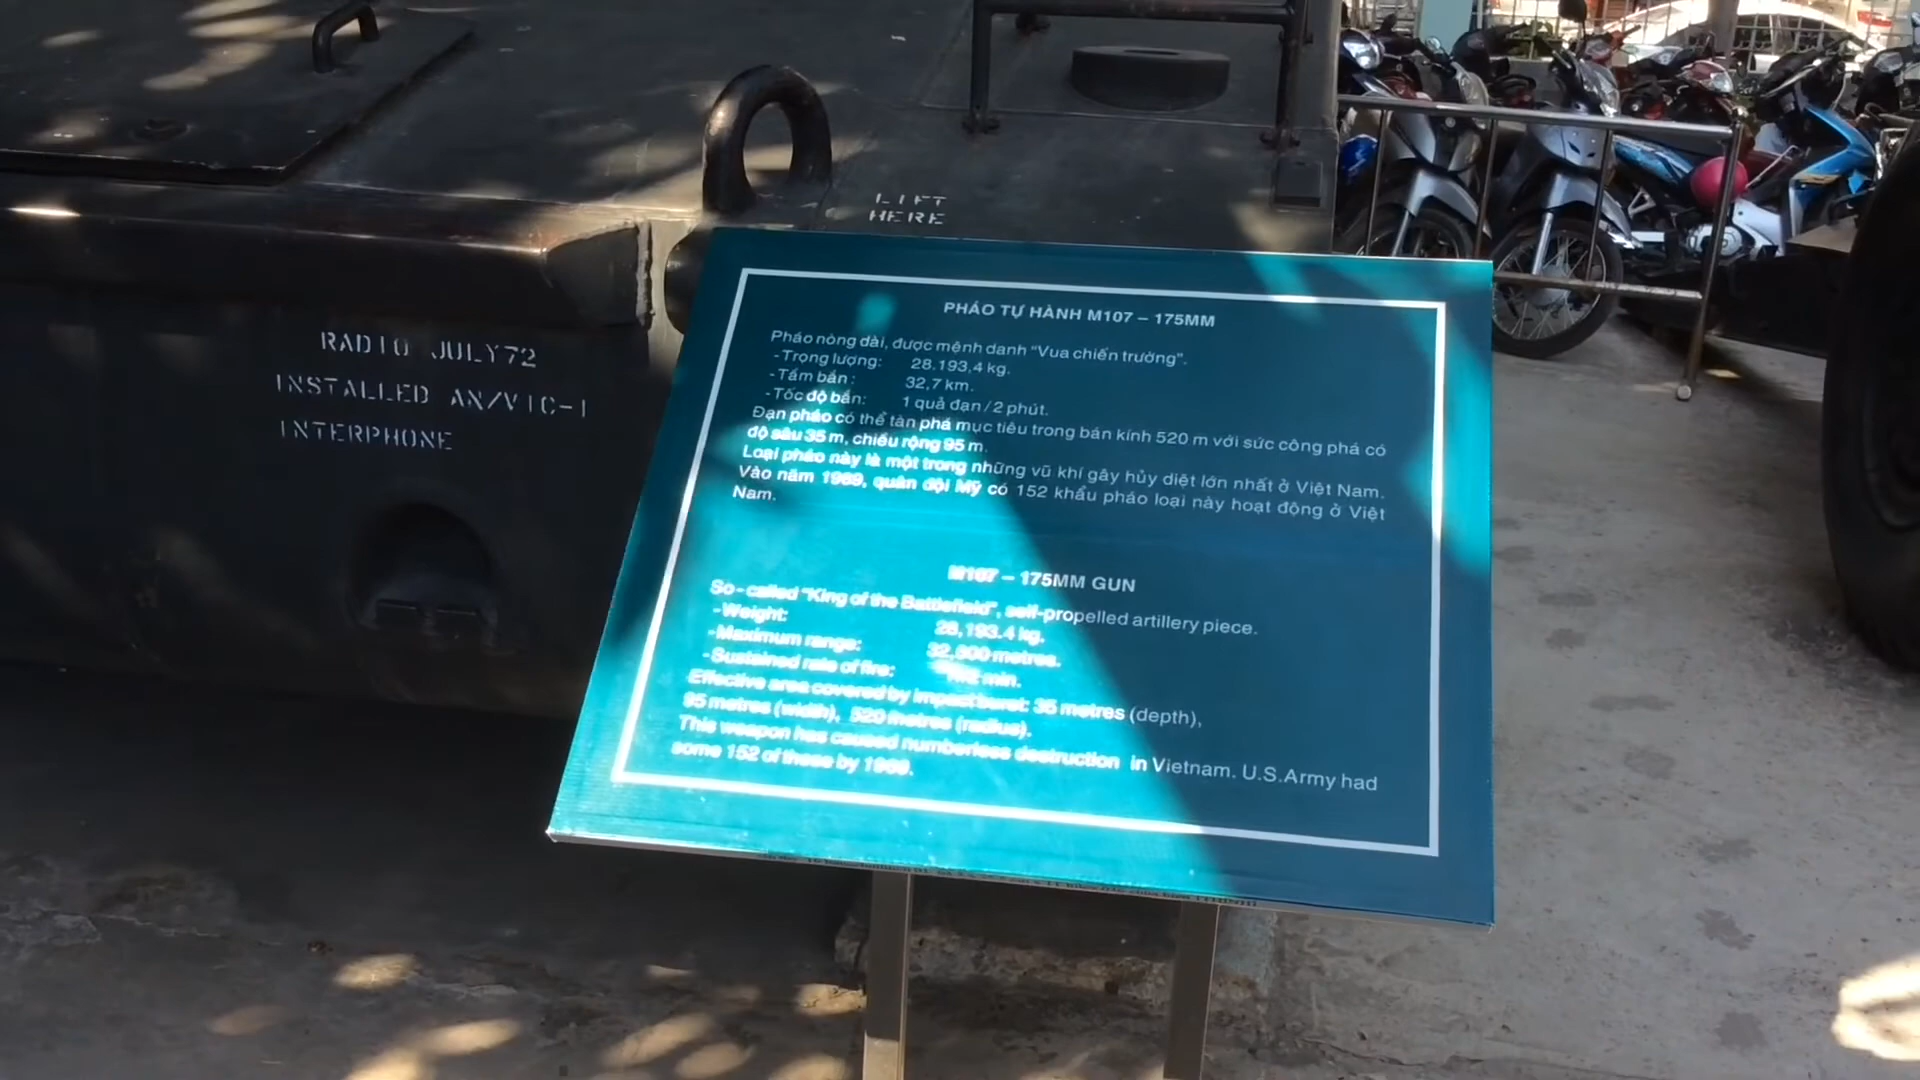 LIFT
HERE
RADIO JULY 72
INSTALLED AN/VIC-1
INTERPHONE
PHÁO TỰ HÀNH M107 – 175MM
Pháo nòng dài, được mệnh danh "Vua chiến trường".
- Trọng lượng: 28.193,4 kg.
- Tầm bắn: 32,7 km.
- Tốc độ bắn: 1 quả đạn / 2 phút.
Đạn pháo có thể tàn phá mục tiêu trong bán kính 520 m với sức công phá có
độ sâu 35 m, chiều rộng 95 m.
Loại pháo này là một trong những vũ khí gây hủy diệt lớn nhất ở Việt Nam.
Vào năm 1969, quân đội Mỹ có 152 khẩu pháo loại này hoạt động ở Việt
Nam.
M107 – 175MM GUN
So - called "King of the Battlefield", self-propelled artillery piece.
- Weight: 28,193.4 kg.
- Maximum range: metres.
- Sustained rate of fire: min.
Effective area covered by impact burst: 35 metres (depth),
95 metres (width), 520 metres (radius).
This weapon has caused numberless destruction in Vietnam. U.S.Army had
some 152 of these by 1969.